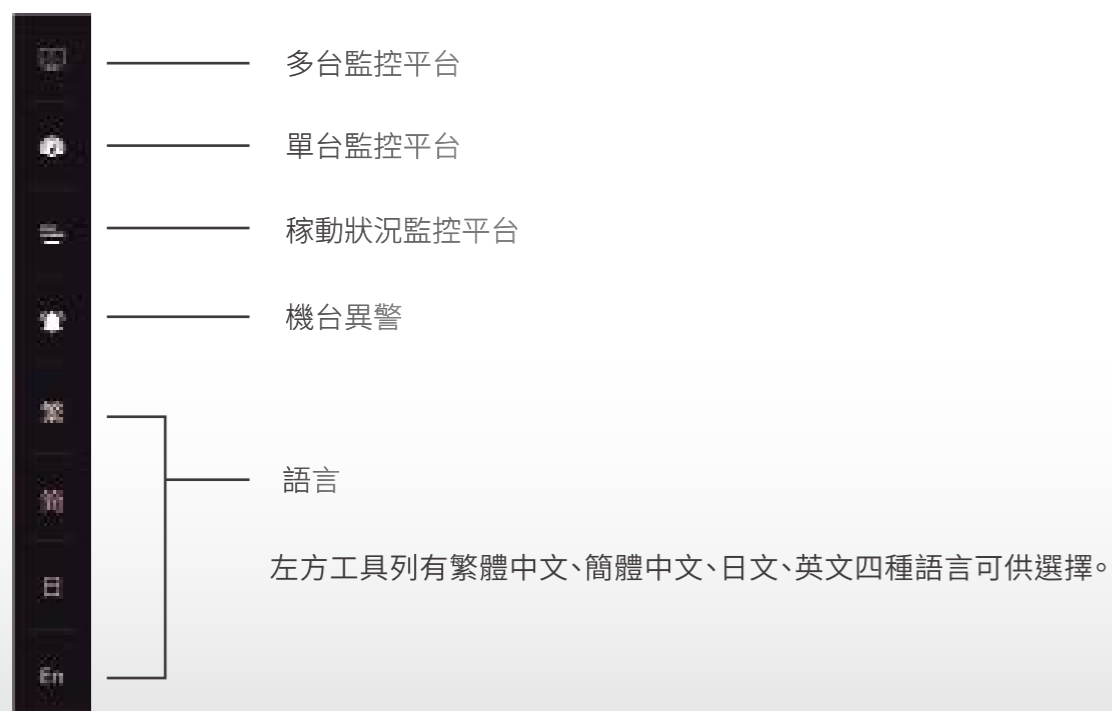 多台監控平台
單台監控平台
稼動狀況監控平台
機台異警
繁
简
日
En
語言
左方工具列有繁體中文、簡體中文、日文、英文四種語言可供選擇。